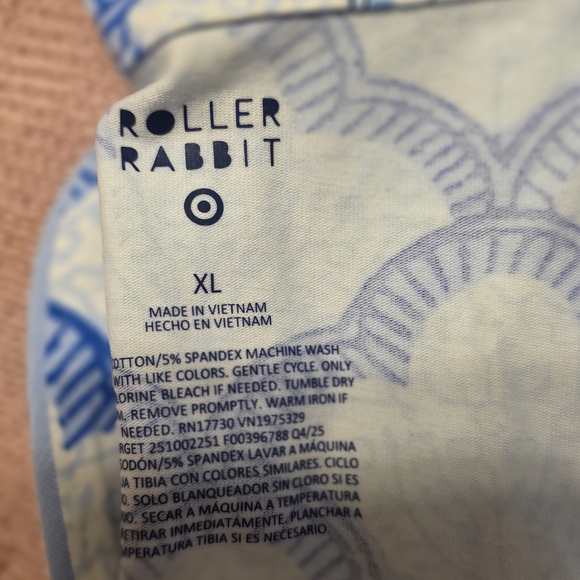 ROLLER
RABBIT
XL
MADE IN VIETNAM
HECHO EN VIETNAM
OTTON/5% SPANDEX MACHINE WASH
WITH LIKE COLORS. GENTLE CYCLE. ONLY
LORINE BLEACH IF NEEDED. TUMBLE DRY
REMOVE PROMPTLY. WARM IRON IF
NEEDED. RN17730 VN1975329
RGET 251002251 F00396788 Q4/25
GODÓN/5% SPANDEX LAVAR A MÁQUINA
A TIBIA CON COLORES SIMILARES. CICLO
O. SOLO BLANQUEADOR SIN CLORO SI ES
IO. SECAR A MÁQUINA A TEMPERATURA
RETIRAR INMEDIATAMENTE. PLANCHAR A
MPERATURA TIBIA SI ES NECESARIO.